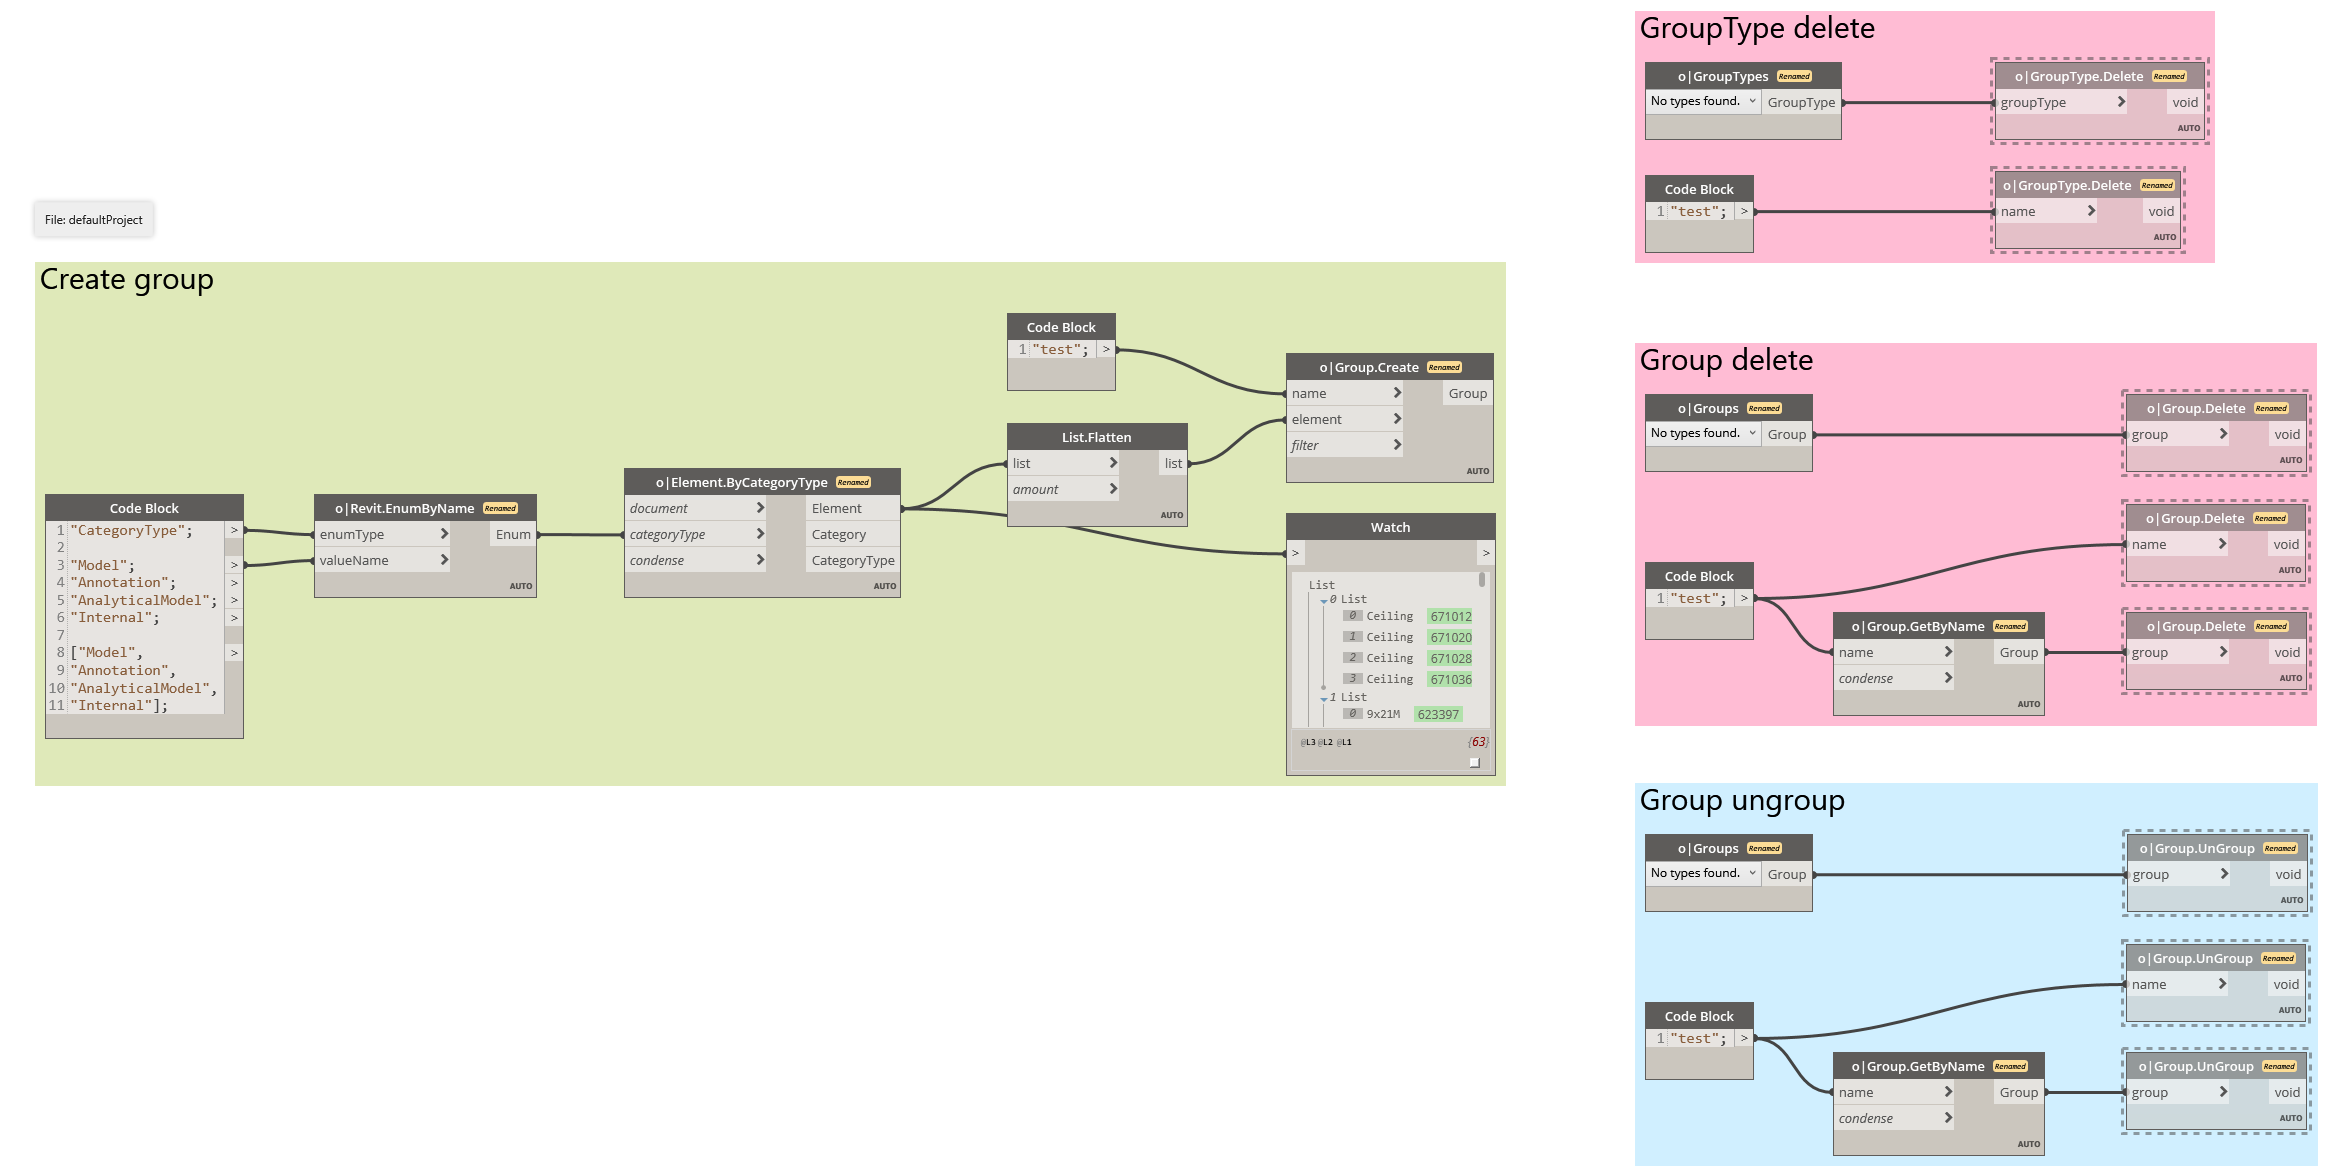 File: defaultProject
Create group
Code Block
1 "CategoryType"; >
2
3 "Model"; >
4 "Annotation"; >
5 "AnalyticalModel"; >
6 "Internal"; >
7
8 ["Model", >
9 "Annotation",
10 "AnalyticalModel",
11 "Internal"];
o|Revit.EnumByName Renamed
enumType > Enum
valueName >
AUTO
o|Element.ByCategoryType Renamed
document > Element
categoryType > Category
condense > CategoryType
AUTO
Code Block
1 "test"; >
List.Flatten
list > list
amount >
AUTO
o|Group.Create Renamed
name > Group
element >
filter >
AUTO
Watch
> >
List
0 List
0 Ceiling 671012
1 Ceiling 671020
2 Ceiling 671028
3 Ceiling 671036
1 List
0 9x21M 623397
@L3 @L2 @L1 {63}
GroupType delete
o|GroupTypes Renamed
No types found. GroupType
o|GroupType.Delete Renamed
groupType > void
AUTO
Code Block
1 "test"; >
o|GroupType.Delete Renamed
name > void
AUTO
Group delete
o|Groups Renamed
No types found. Group
o|Group.Delete Renamed
group > void
AUTO
o|Group.Delete Renamed
name > void
AUTO
Code Block
1 "test"; >
o|Group.GetByName Renamed
name > Group
condense >
AUTO
o|Group.Delete Renamed
group > void
AUTO
Group ungroup
o|Groups Renamed
No types found. Group
o|Group.UnGroup Renamed
group > void
AUTO
o|Group.UnGroup Renamed
name > void
AUTO
Code Block
1 "test"; >
o|Group.GetByName Renamed
name > Group
condense >
AUTO
o|Group.UnGroup Renamed
group > void
AUTO